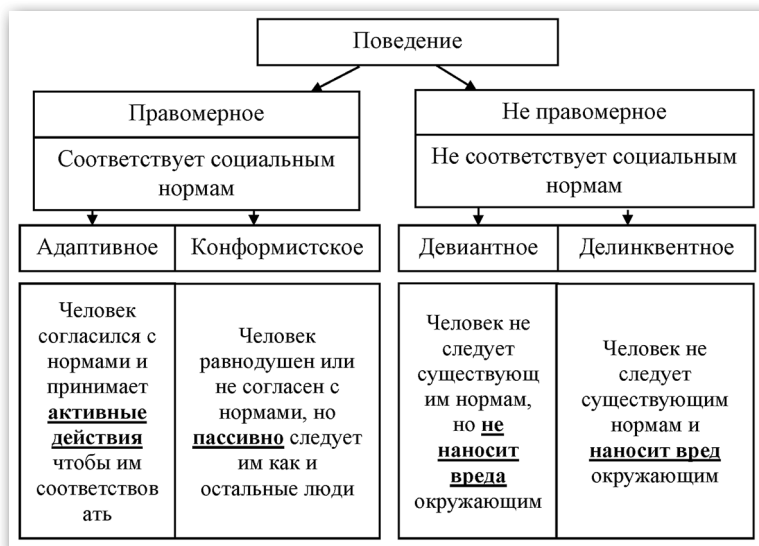 Поведение
Правомерное
Соответствует социальным
нормам
Не правомерное
Не соответствует социальным
нормам
Адаптивное
Конформистское
Девиантное
Делинквентное
Человек
согласился с
нормами и
принимает
активные
действия
чтобы им
соответствов
ать
Человек
равнодушен или
не согласен с
нормами, но
пассивно следует
им как и
остальные люди
Человек не
следует
существующ
им нормам,
но не
наносит
вреда
окружающим
Человек не
следует
существующим
нормам и
наносит вред
окружающим